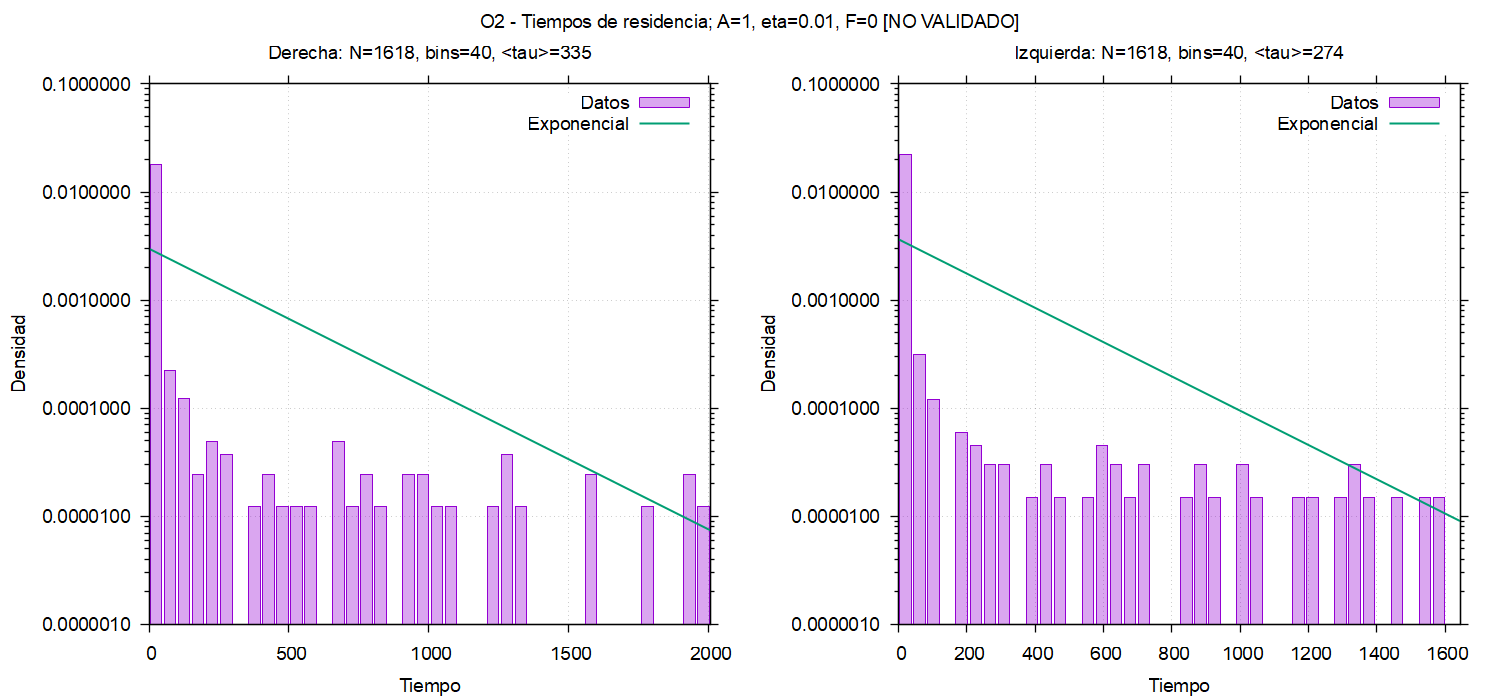 O2 - Tiempos de residencia; A=1, eta=0.01, F=0 [NO VALIDADO]
Derecha: N=1618, bins=40, <tau>=335
Datos
Exponencial
0.1000000
0.0100000
0.0010000
0.0001000
0.0000100
0.0000010
Densidad
0 500 1000 1500 2000
Tiempo
Izquierda: N=1618, bins=40, <tau>=274
Datos
Exponencial
0.1000000
0.0100000
0.0010000
0.0001000
0.0000100
0.0000010
Densidad
0 200 400 600 800 1000 1200 1400 1600
Tiempo